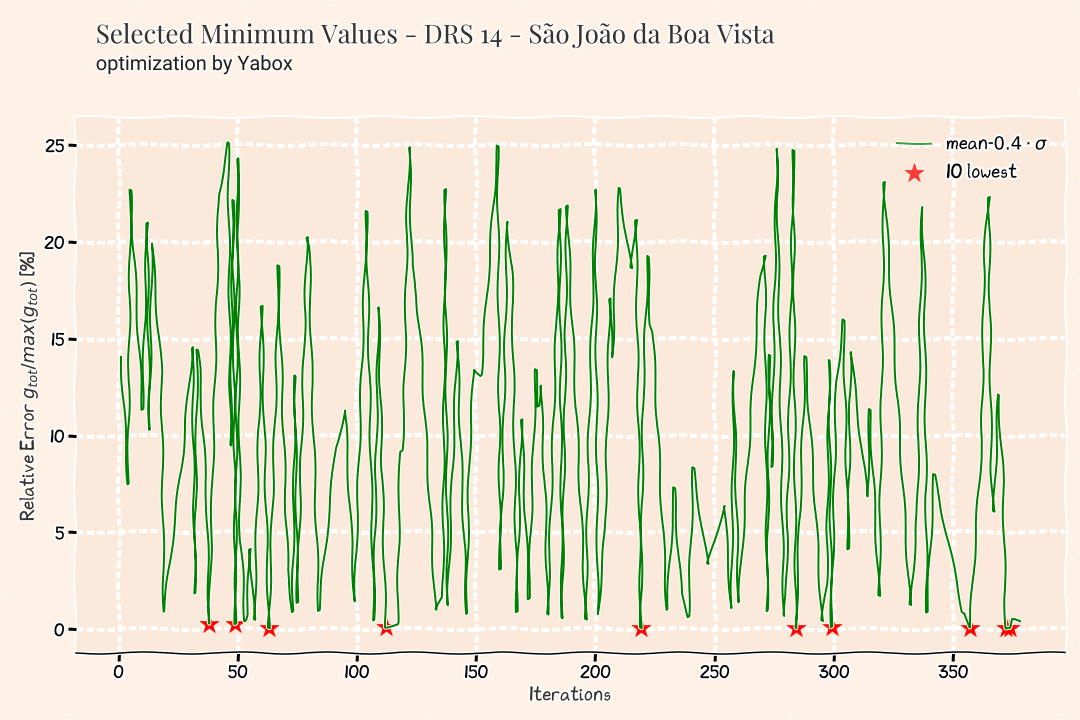 Selected Minimum Values - DRS 14 - São João da Boa Vista
optimization by Yabox
mean-0.4 · σ
10 lowest
Relative Error g_tot/max(g_tot) [%]
25
20
15
10
5
0
0 50 100 150 200 250 300 350
Iterations